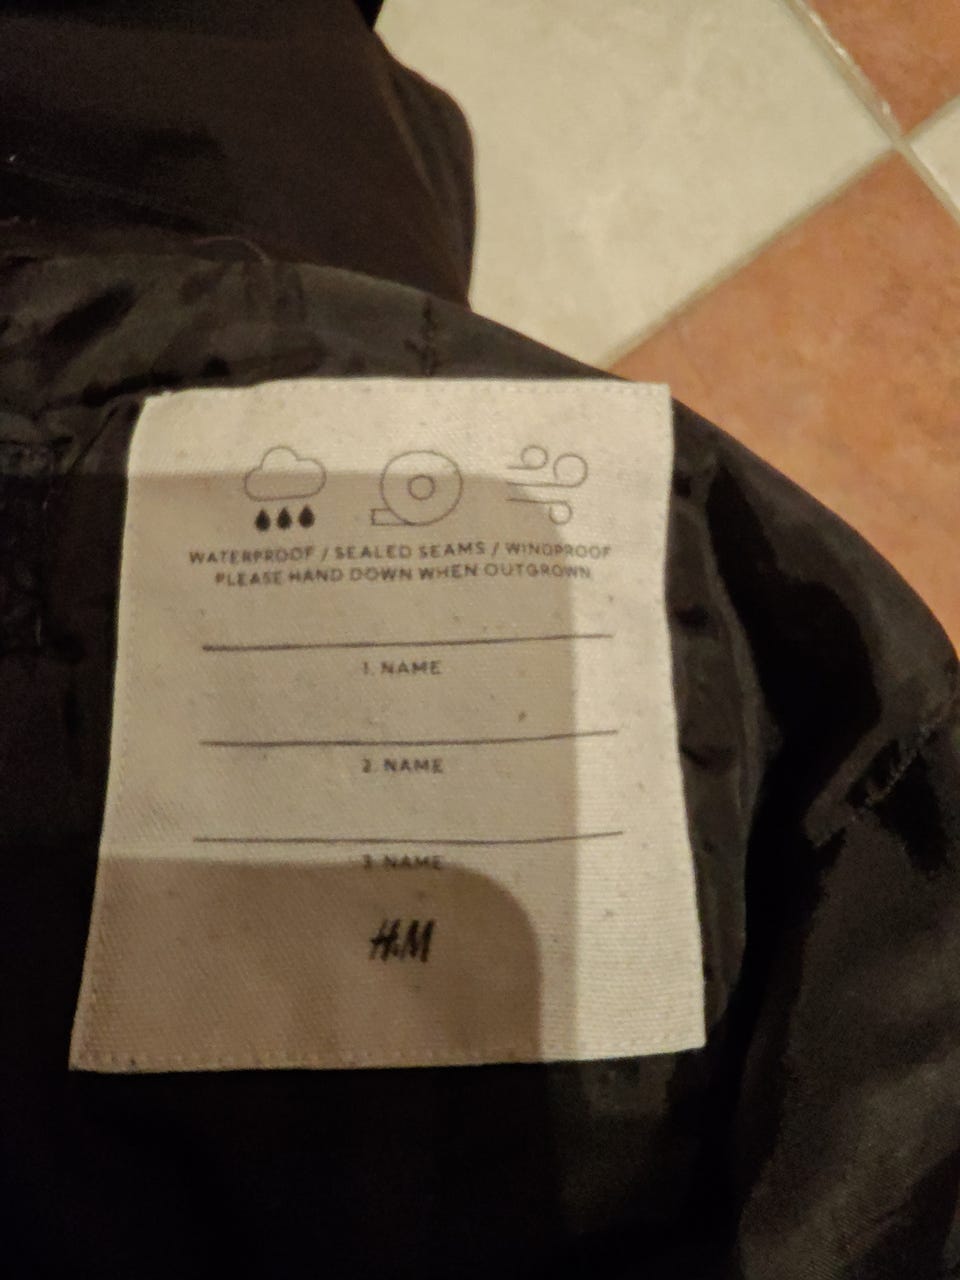 WATERPROOF / SEALED SEAMS / WINDPROOF
PLEASE HAND DOWN WHEN OUTGROWN
1. NAME
2. NAME
3. NAME
H&M